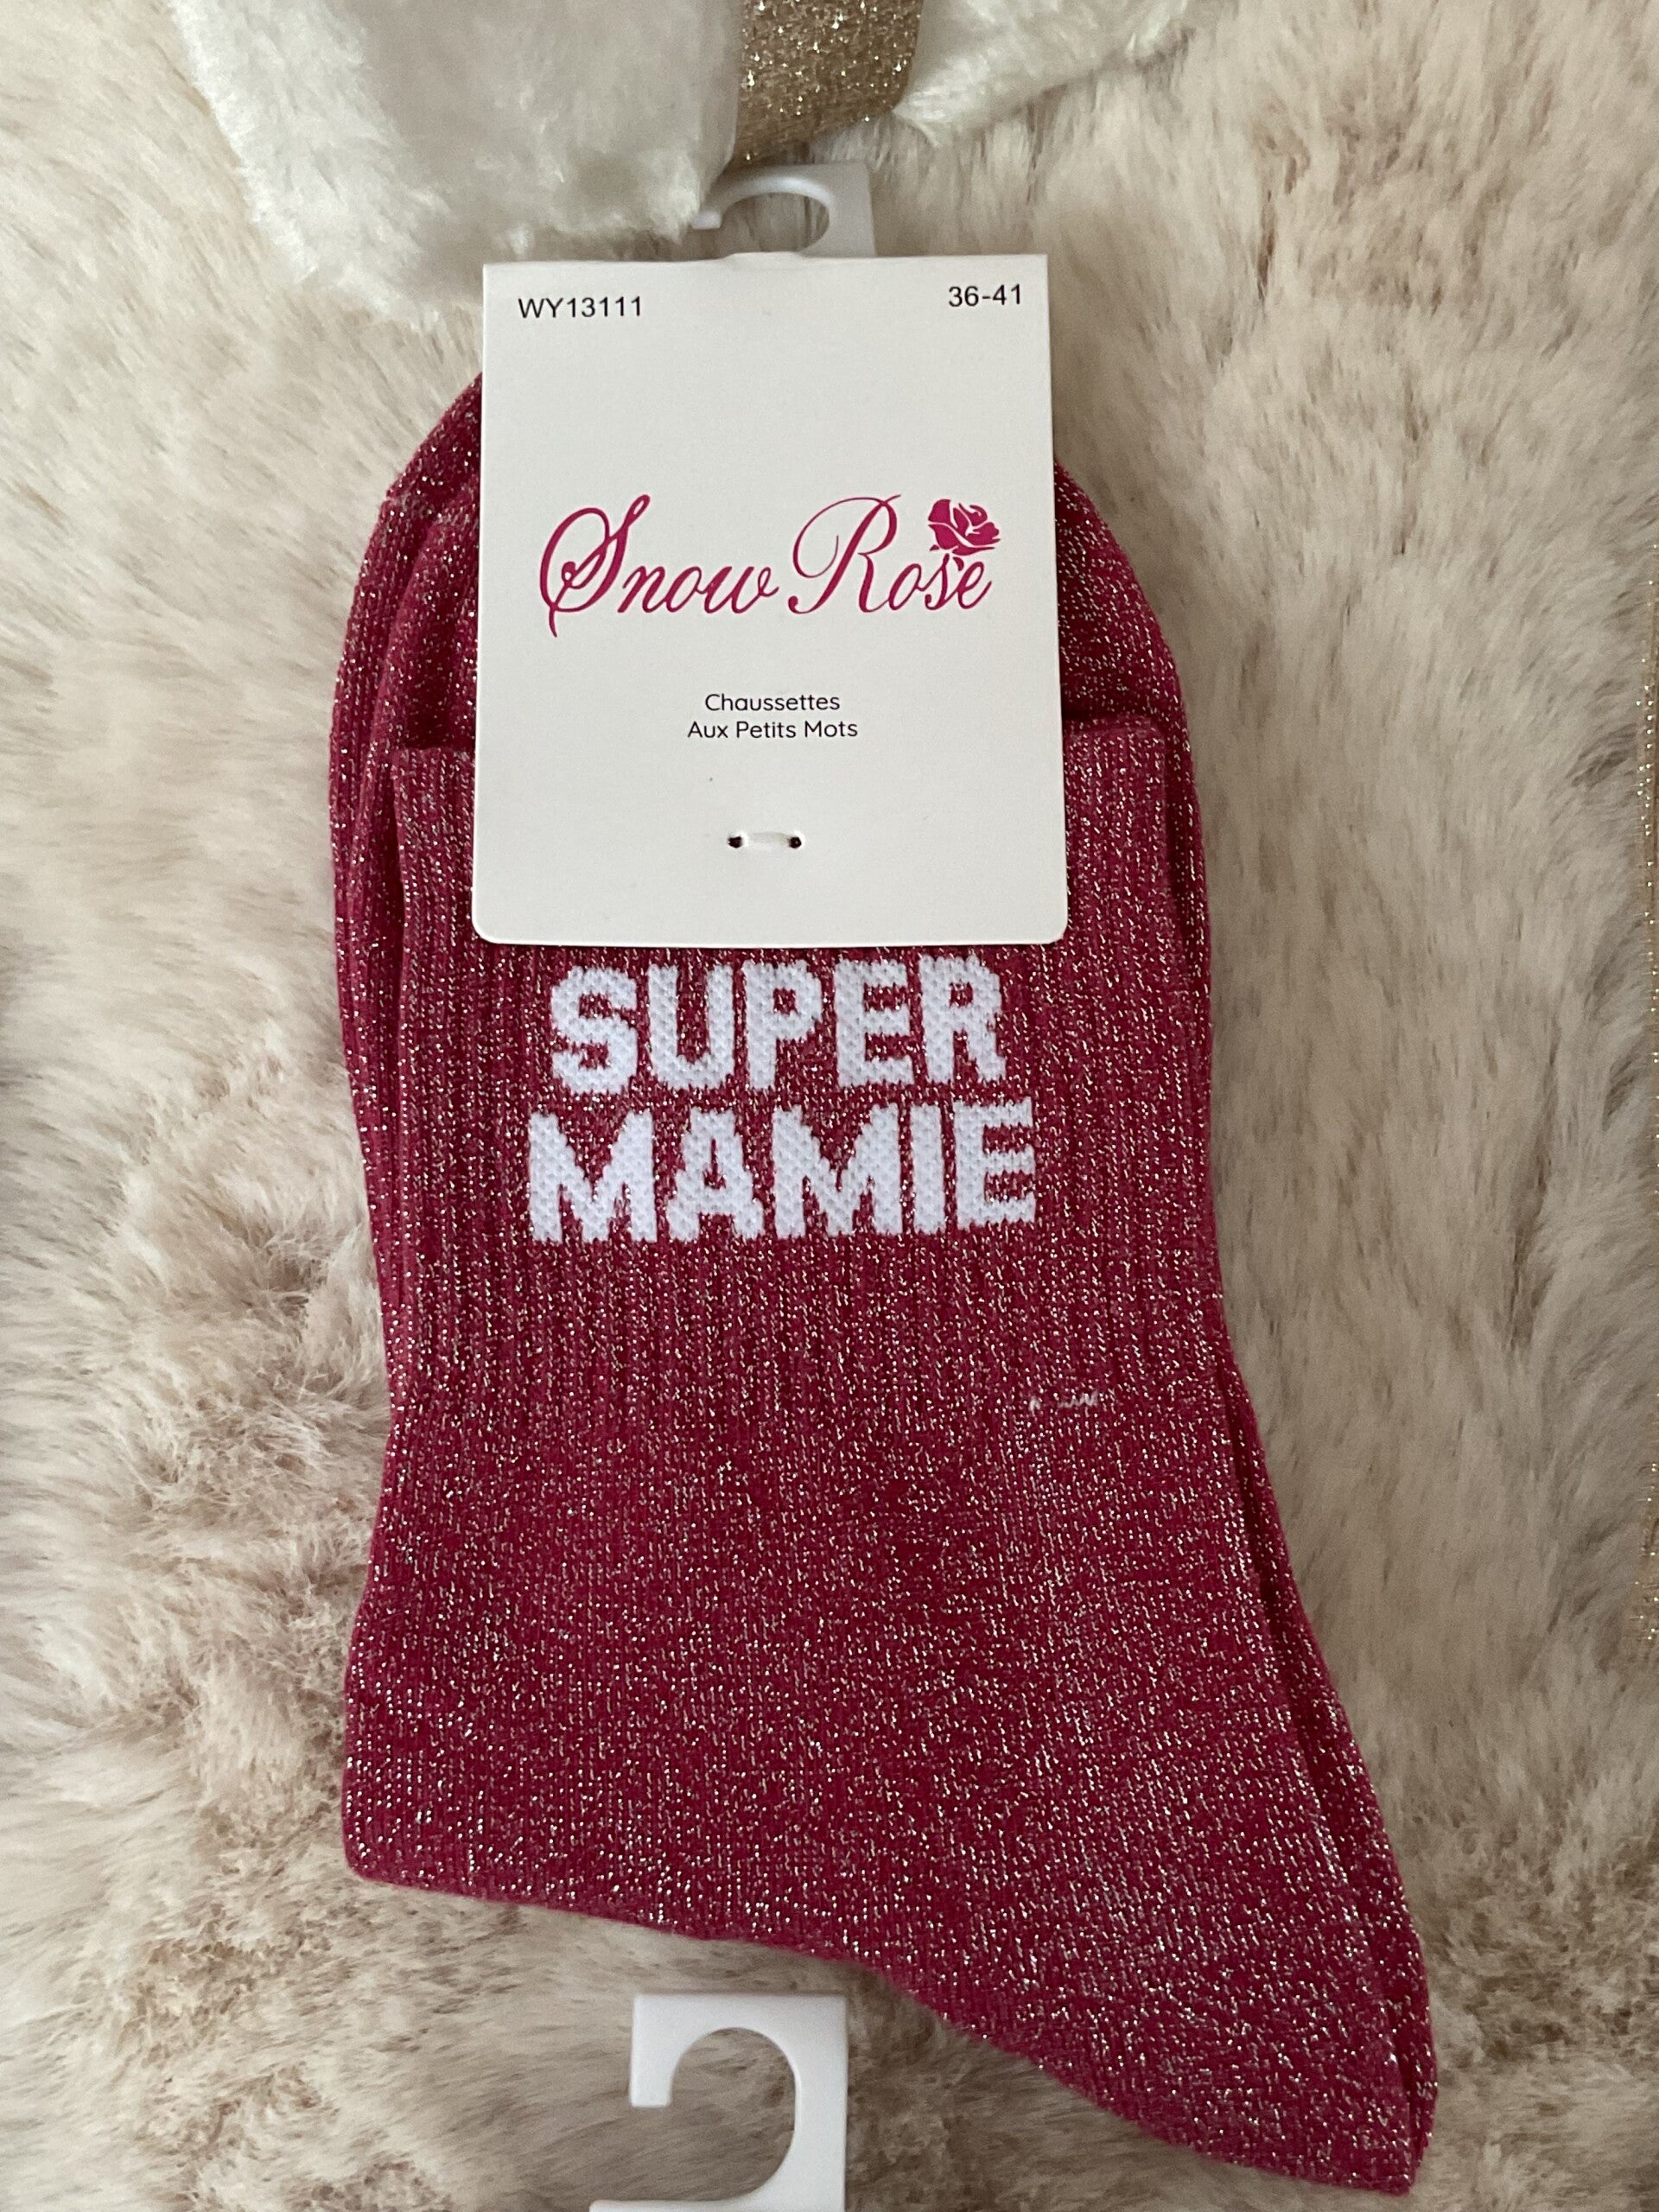 WY13111 36-41
Snow Rose
Chaussettes
Aux Petits Mots
SUPER
MAMIE